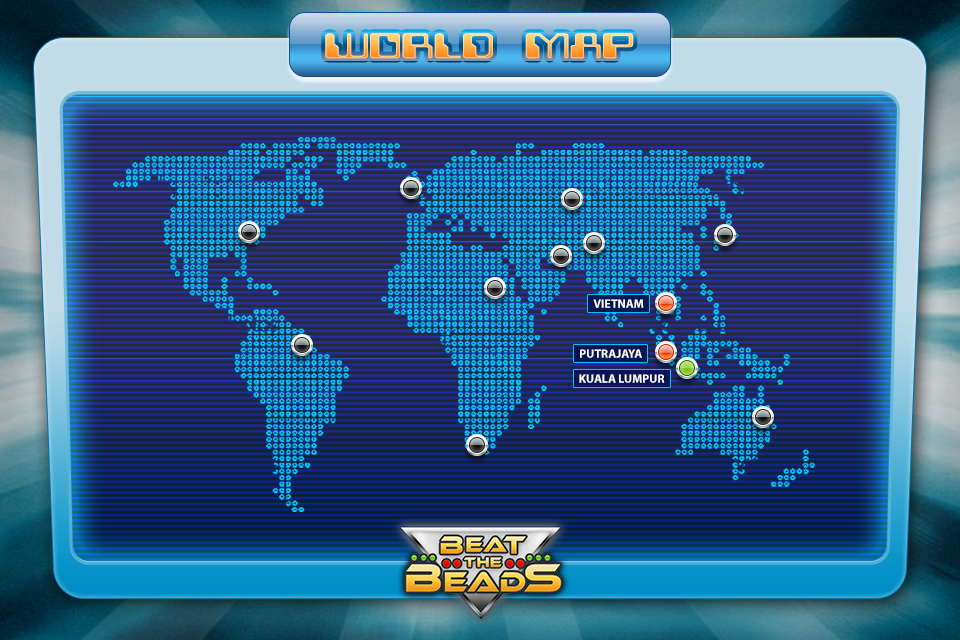 WORLD MAP
VIETNAM
PUTRAJAYA
KUALA LUMPUR
BEAT
THE
BEADS